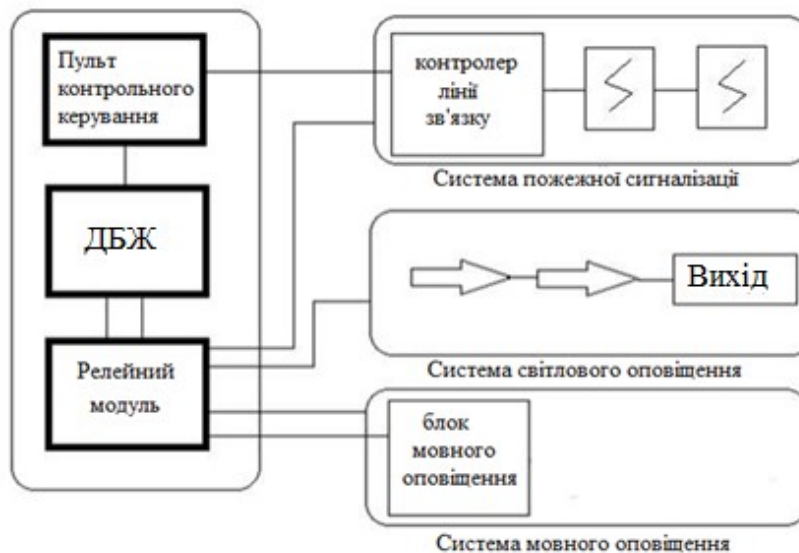 Пульт
контрольного
керування
ДБЖ
Релейний
модуль
контролер
лінії
зв'язку
Система пожежної сигналізації
Вихід
Система світлового оповіщення
блок
мовного
оповіщення
Система мовного оповіщення